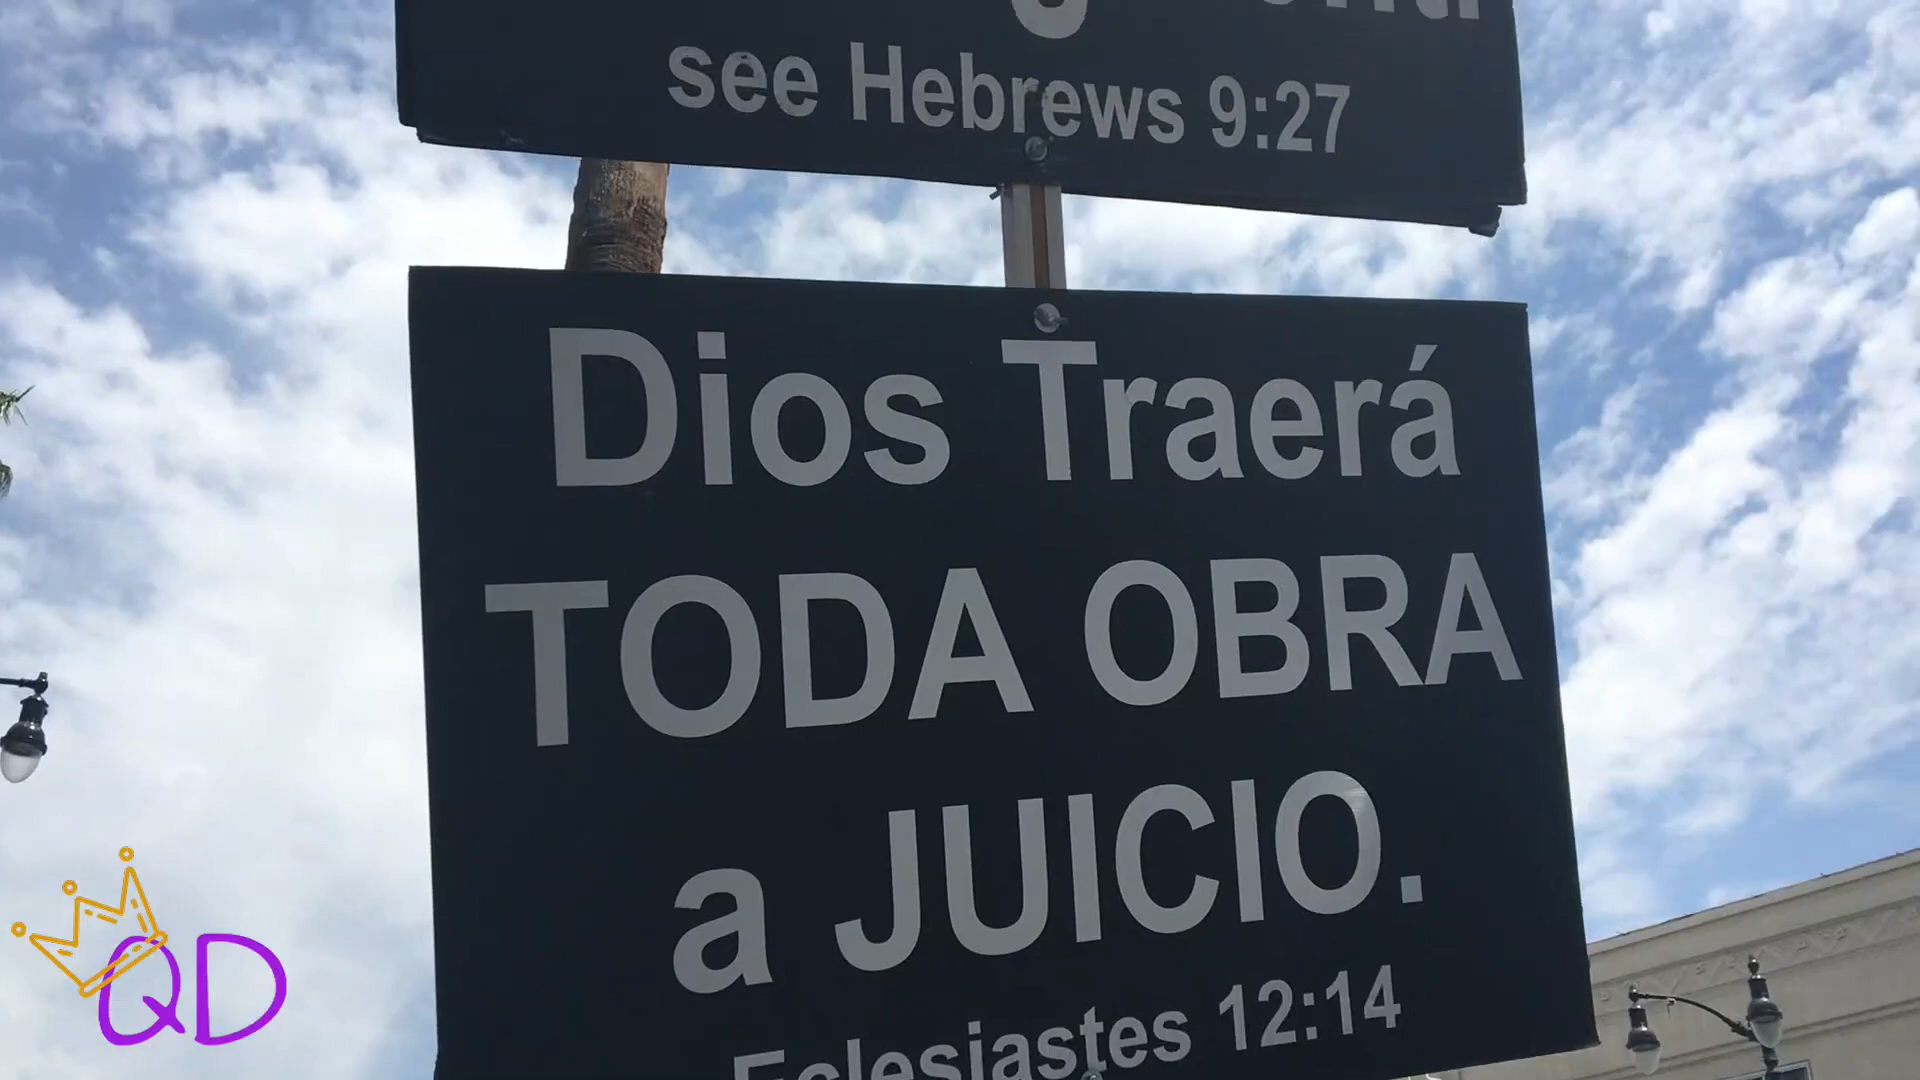 see Hebrews 9:27
Dios Traerá
TODA OBRA
a JUICIO.
Eclesiastes 12:14
QD